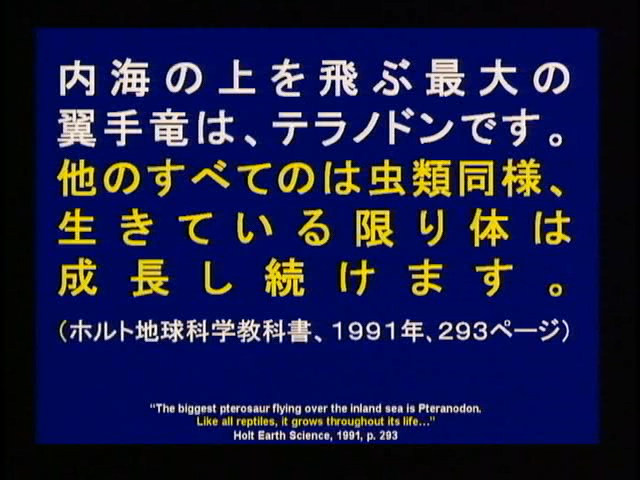 内海の上を飛ぶ最大の
翼手竜は、テラノドンです。
他のすべてのは虫類同様、
生きている限り体は
成長し続けます。
(ホルト地球科学教科書、1991年、293ページ)
“The biggest pterosaur flying over the inland sea is Pteranodon.
Like all reptiles, it grows throughout its life…”
Holt Earth Science, 1991, p. 293